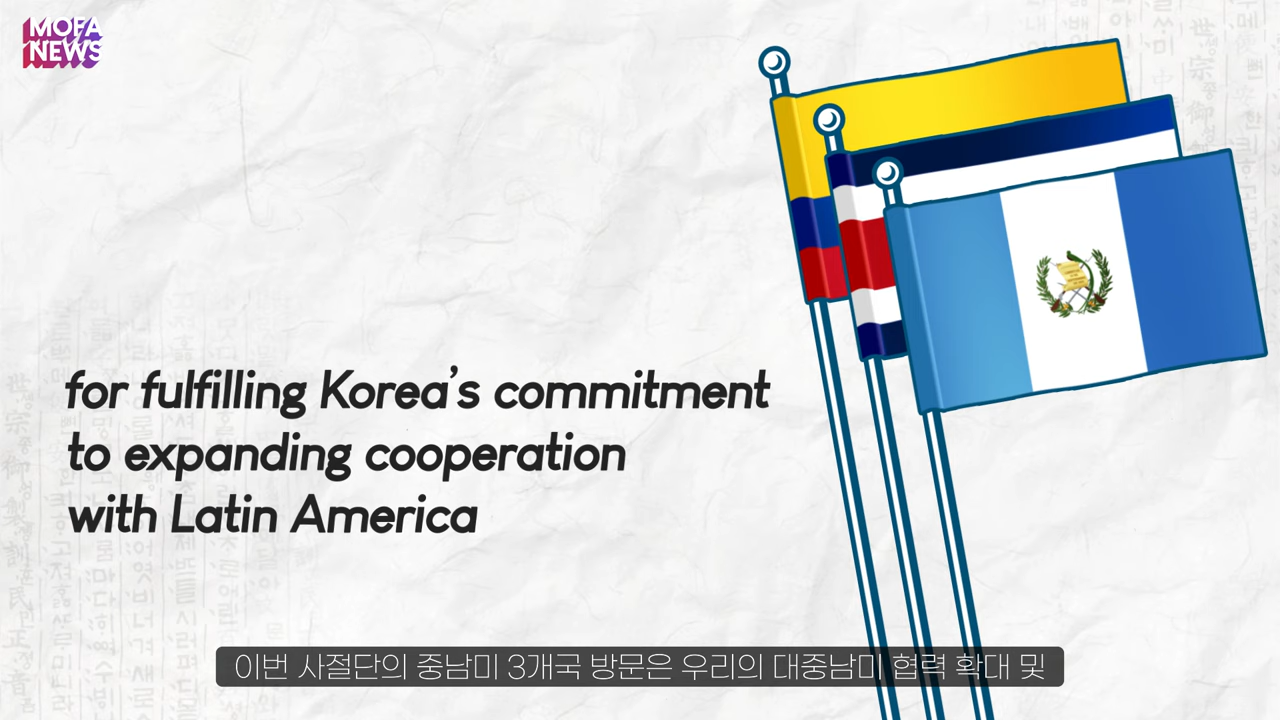 MOFA
NEWS
for fulfilling Korea's commitment
to expanding cooperation
with Latin America
이번 사절단의 중남미 3개국 방문은 우리의 대중남미 협력 확대 및